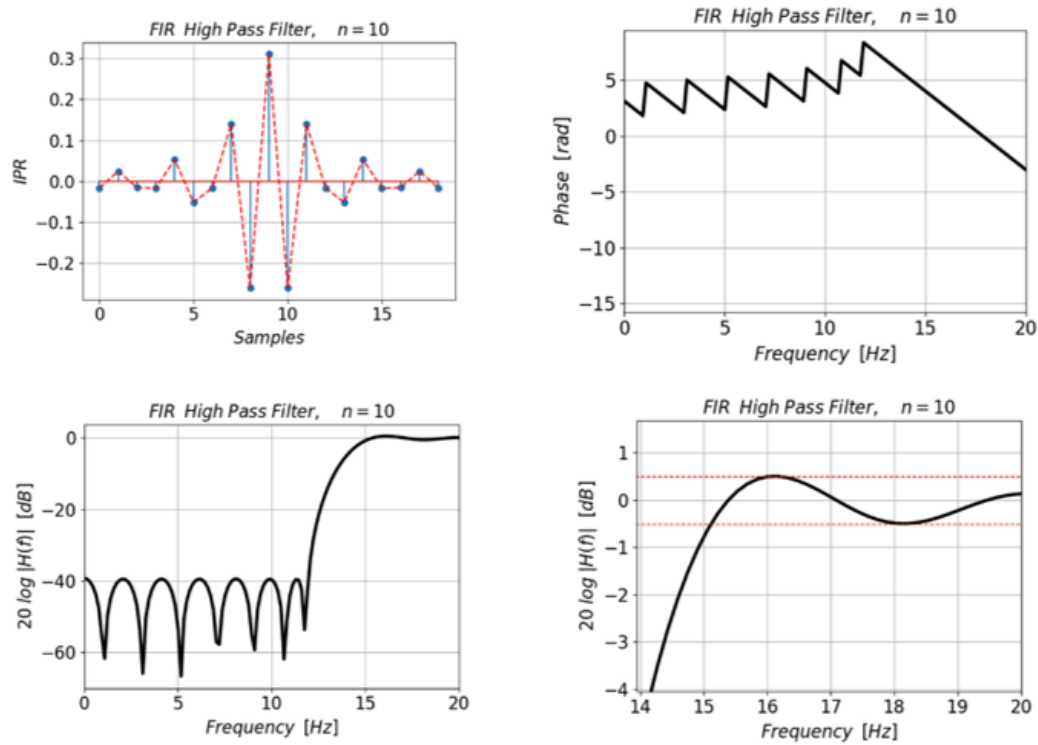 FIR High Pass Filter, n = 10
0.3
0.2
0.1
0.0
−0.1
−0.2
IPR
0 5 10 15
Samples
FIR High Pass Filter, n = 10
5
0
−5
−10
−15
Phase [rad]
0 5 10 15 20
Frequency [Hz]
FIR High Pass Filter, n = 10
0
−20
−40
−60
20 log |H(f)| [dB]
0 5 10 15 20
Frequency [Hz]
FIR High Pass Filter, n = 10
1
0
−1
−2
−3
−4
20 log |H(f)| [dB]
14 15 16 17 18 19 20
Frequency [Hz]